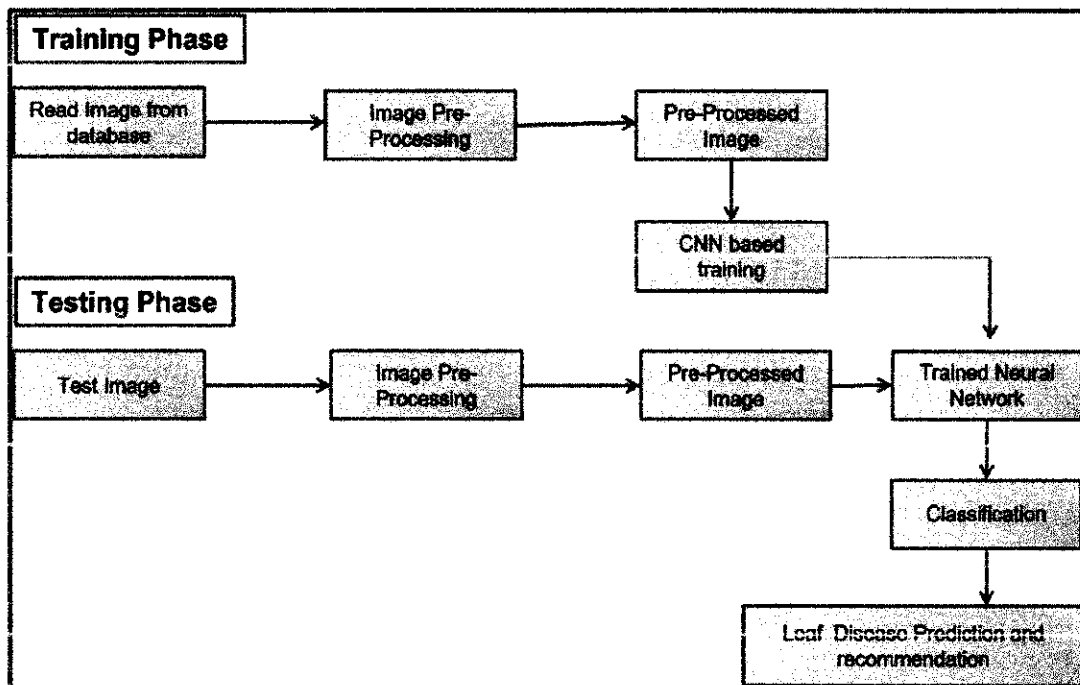 Training Phase
Read Image from
database
Image Pre-
Processing
Pre-Processed
Image
CNN based
training
Testing Phase
Test Image
Image Pre-
Processing
Pre-Processed
Image
Trained Neural
Network
Classification
Leaf Disease Prediction and
recommendation